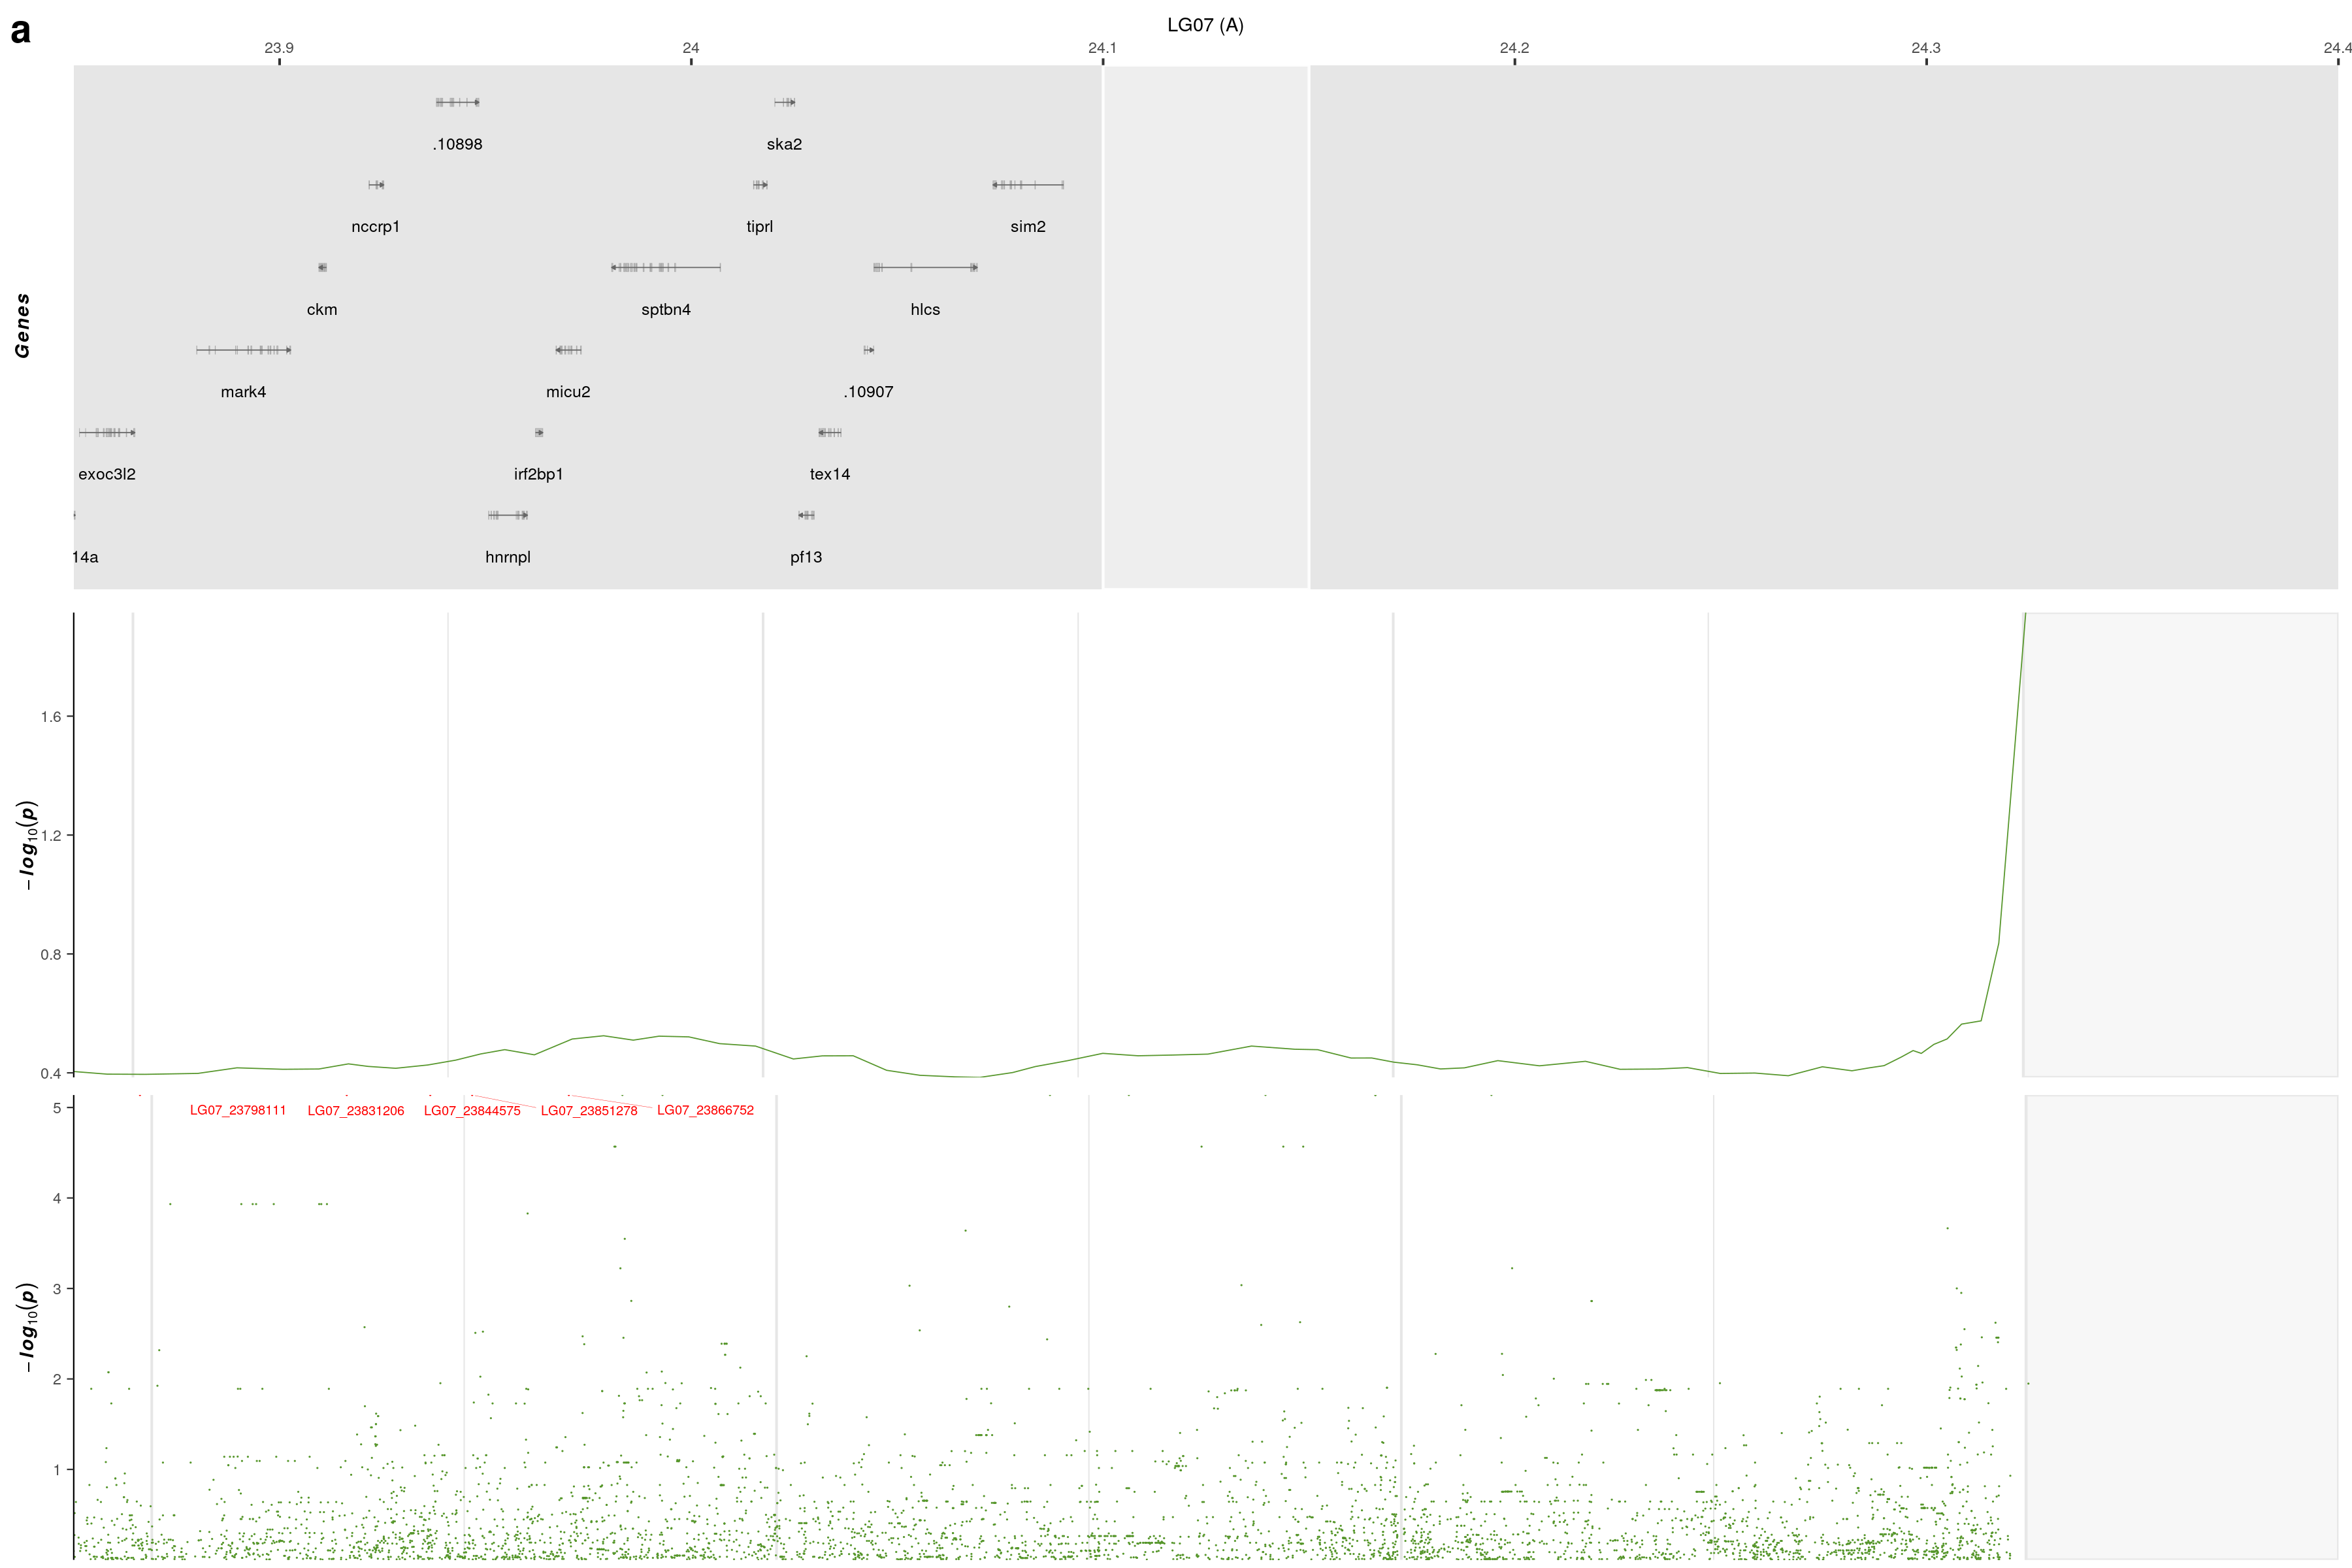 a
LG07 (A)
23.9 24 24.1 24.2 24.3 24.4
Genes
.10898 ska2
nccrp1 tiprl sim2
ckm sptbn4 hlcs
mark4 micu2 .10907
exoc3l2 irf2bp1 tex14
14a hnrnpl pf13
−log10(p)
1.6
1.2
0.8
0.4
−log10(p)
5
4
3
2
1
LG07_23798111 LG07_23831206 LG07_23844575 LG07_23851278 LG07_23866752